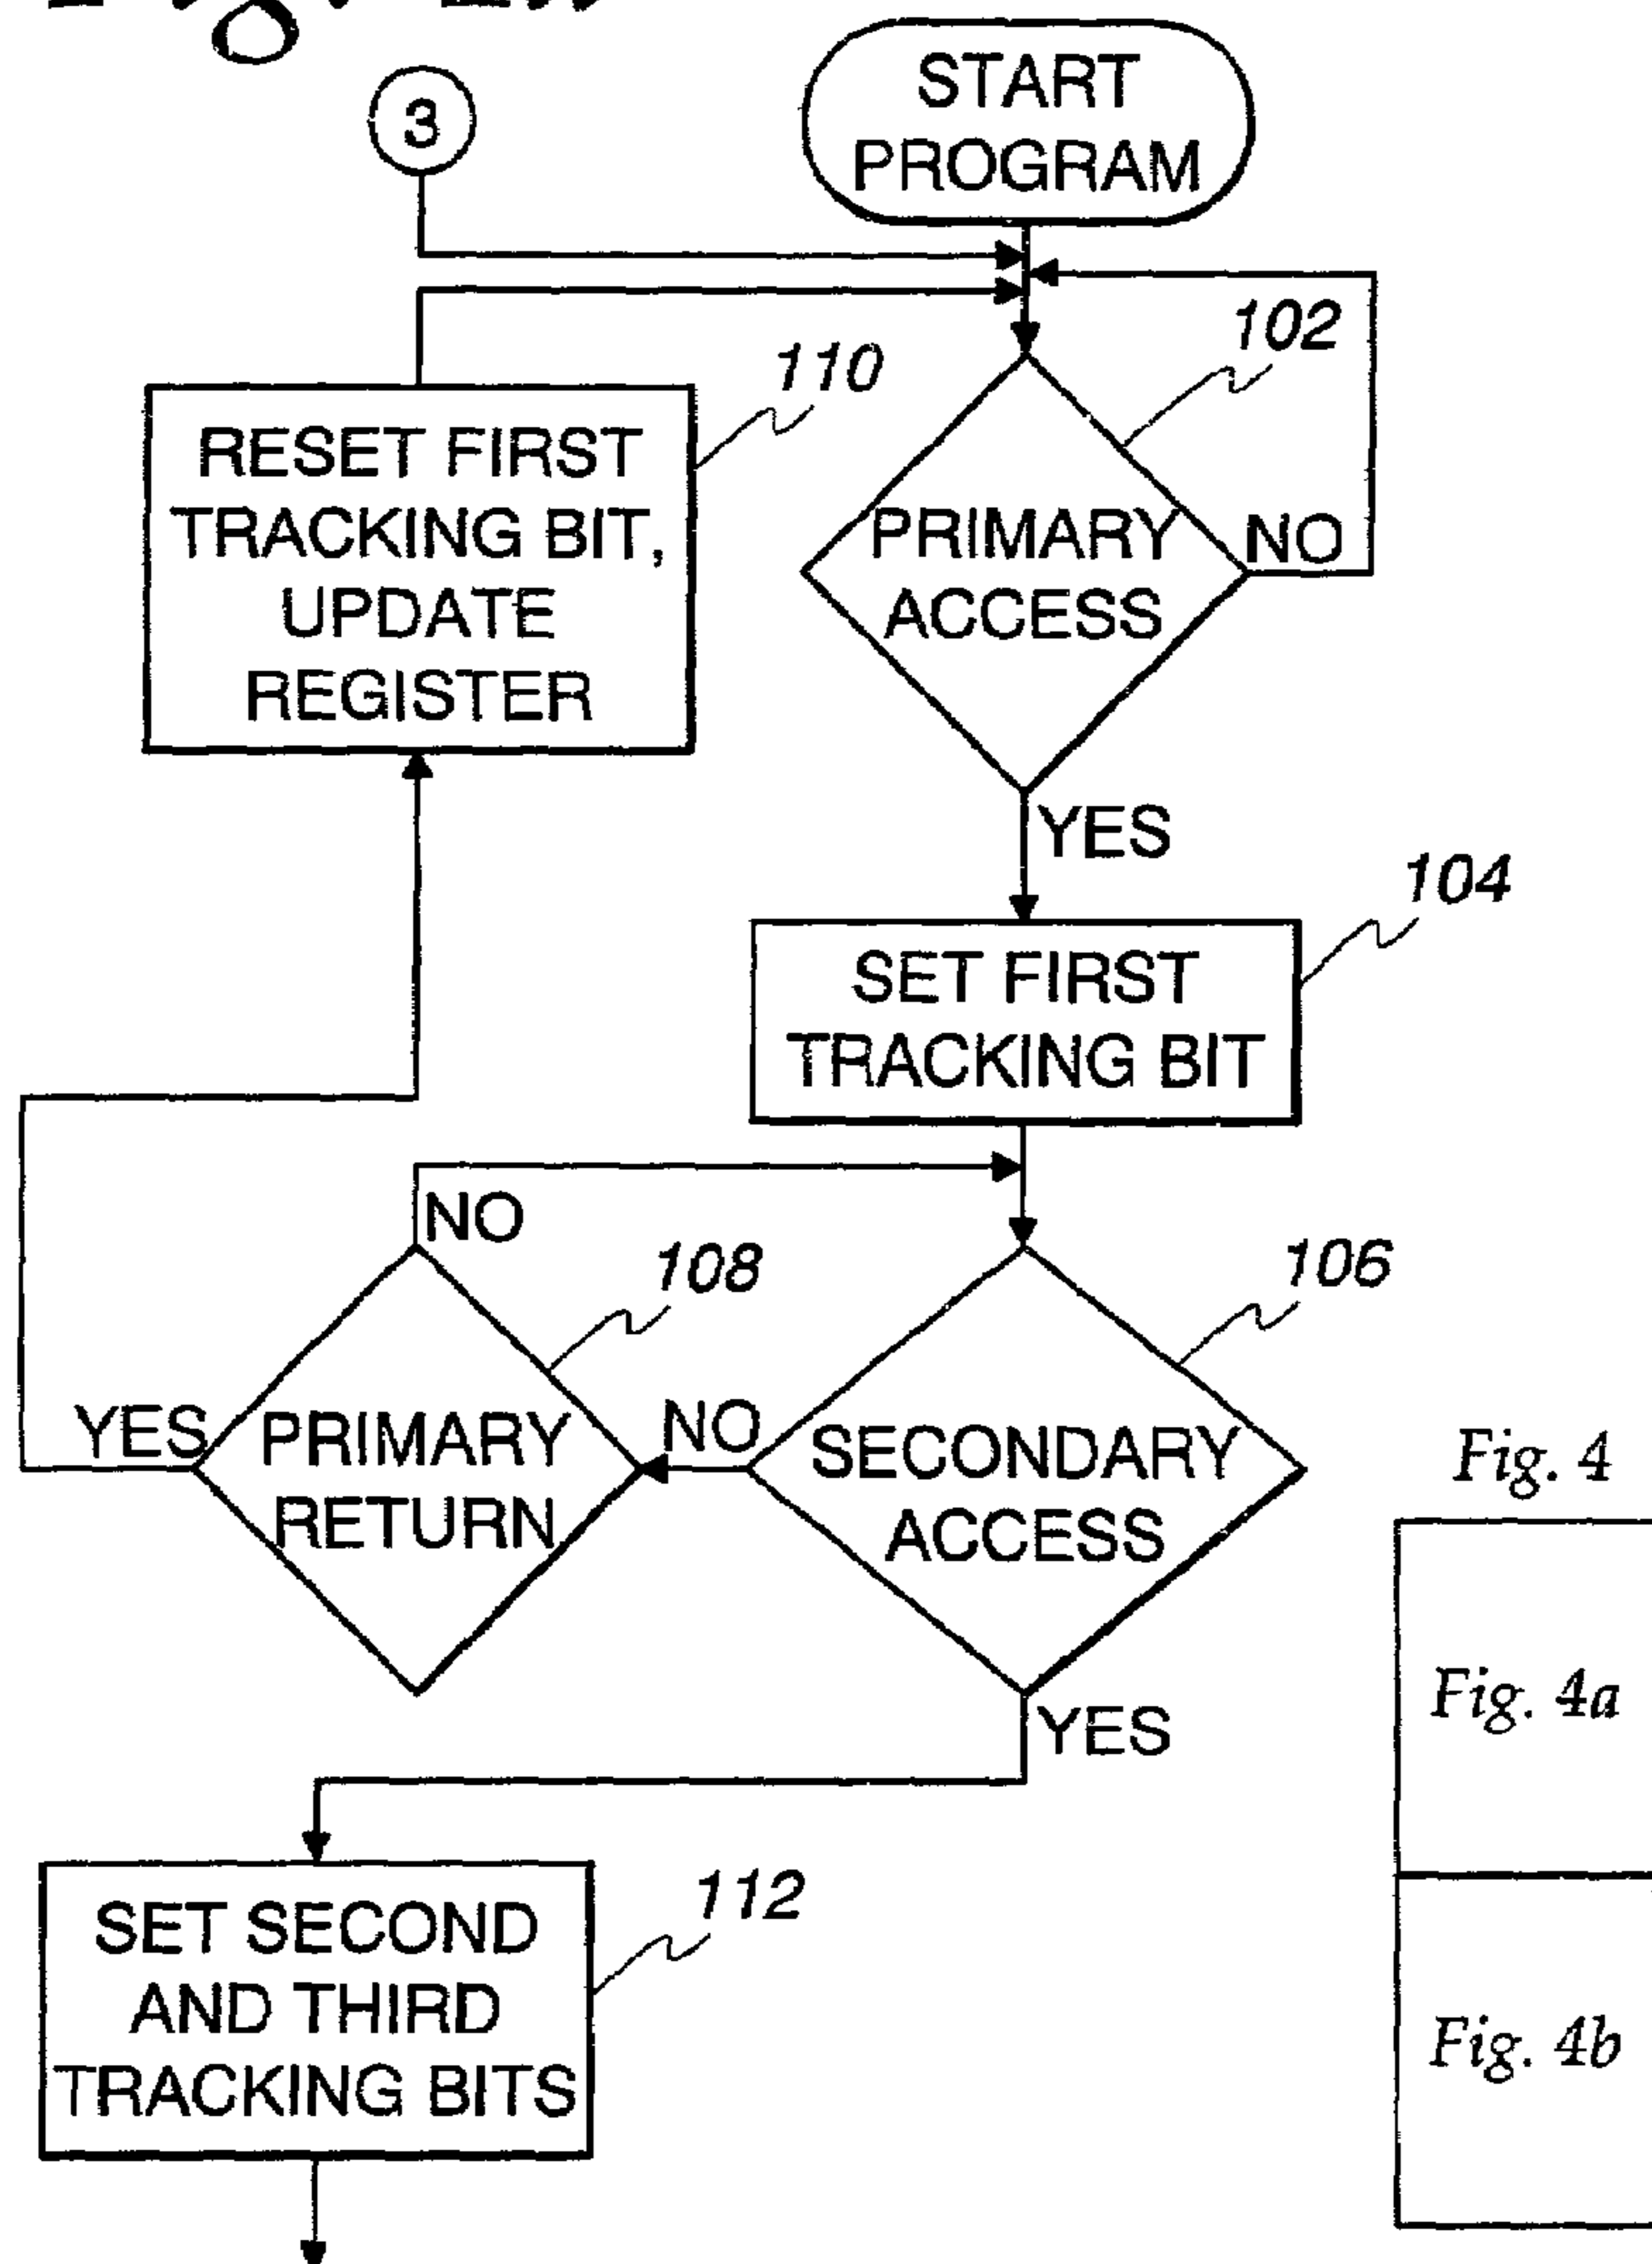 3
START
PROGRAM
110
102
RESET FIRST
TRACKING BIT,
UPDATE
REGISTER
PRIMARY
ACCESS
NO
YES
104
SET FIRST
TRACKING BIT
NO
108
106
YES
PRIMARY
RETURN
NO
SECONDARY
ACCESS
YES
Fig. 4
Fig. 4a
Fig. 4b
112
SET SECOND
AND THIRD
TRACKING BITS